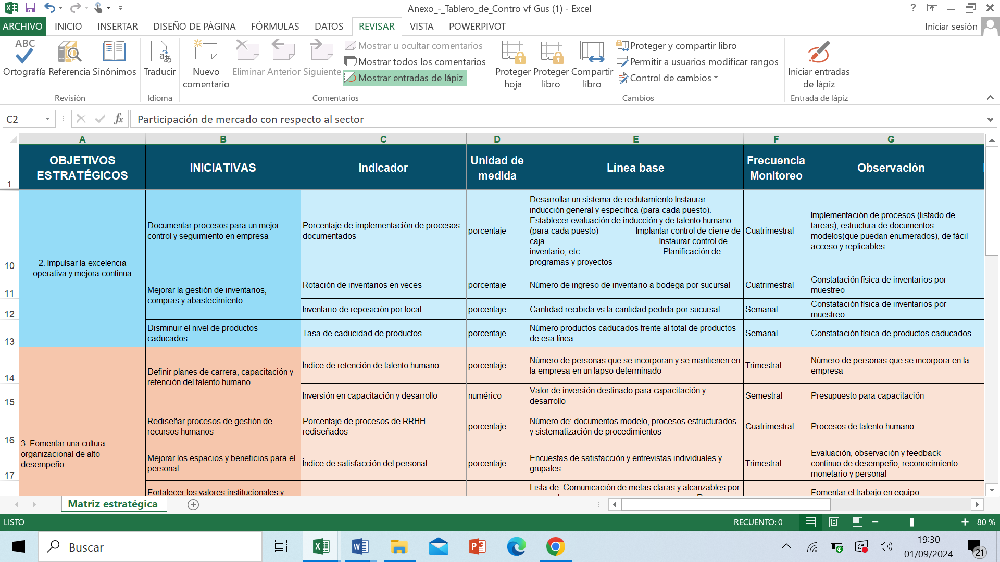 Anexo_-_Tablero_de_Contro vf Gus (1) - Excel
ARCHIVO INICIO INSERTAR DISEÑO DE PÁGINA FÓRMULAS DATOS REVISAR VISTA POWERPIVOT Iniciar sesión
ABC
Ortografía Referencia Sinónimos
Revisión
Traducir
Idioma
Nuevo
comentario
Eliminar Anterior Siguiente
Mostrar u ocultar comentarios
Mostrar todos los comentarios
Mostrar entradas de lápiz
Comentarios
Proteger
hoja
Proteger
libro
Compartir
libro
Proteger y compartir libro
Permitir a usuarios modificar rangos
Control de cambios
Cambios
Iniciar entradas
de lápiz
Entrada de lápiz
C2
fx
Participación de mercado con respecto al sector
A B C D E F G
1
OBJETIVOS
ESTRATÉGICOS
INICIATIVAS
Indicador
Unidad de
medida
Línea base
Frecuencia
Monitoreo
Observación
10
2. Impulsar la excelencia
operativa y mejora continua
Documentar procesos para un mejor
control y seguimiento en empresa
Porcentaje de implementaciòn de procesos
documentados
porcentaje
Desarrollar un sistema de reclutamiento.Instaurar
inducción general y especifica (para cada puesto).
Establecer evaluación de inducción y de talento humano
(para cada puesto) Implantar control de cierre de
caja Instaurar control de
inventario, etc Planificación de
programas y proyectos
Cuatrimestral
Implementaciòn de procesos (listado de
tareas), estructura de documentos
modelos(que puedan enumerados), de fácil
acceso y replicables
11
Mejorar la gestión de inventarios,
compras y abastecimiento
Rotación de inventarios en veces
porcentaje
Número de ingreso de inventario a bodega por sucursal
Cuatrimestral
Constatación física de inventarios por
muestreo
12
Inventario de reposiciòn por local
porcentaje
Cantidad recibida vs la cantidad pedida por sucursal
Semanal
Constatación física de inventarios por
muestreo
13
Disminuir el nivel de productos
caducados
Tasa de caducidad de productos
porcentaje
Número productos caducados frente al total de productos
de esa línea
Semanal
Constatación física de productos caducados
14
Definir planes de carrera, capacitación y
retención del talento humano
Índice de retención de talento humano
porcentaje
Número de personas que se incorporan y se mantienen en
la empresa en un lapso determinado
Trimestral
Número de personas que se incorpora en la
empresa
15
Inversión en capacitación y desarrollo
numérico
Valor de inversión destinado para capacitación y
desarrollo
Semestral
Presupuesto para capacitación
16
3. Fomentar una cultura
organizacional de alto
desempeño
Rediseñar procesos de gestión de
recursos humanos
Porcentaje de procesos de RRHH
rediseñados
porcentaje
Número de: documentos modelo, procesos estructurados
y sistematización de procedimientos
Cuatrimestral
Procesos de talento humano
17
Mejorar los espacios y beneficios para el
personal
Índice de satisfacción del personal
porcentaje
Encuestas de satisfacción y entrevistas individuales y
grupales
Trimestral
Evaluación, observación y feedback
continuo de desempeño, reconocimiento
monetario y personal
Fortalecer los valores institucionales y
Lista de: Comunicación de metas claras y alcanzables por
Fomentar el trabajo en equipo
Matriz estratégica
LISTO
RECUENTO: 0
80 %
Buscar
19:30
01/09/2024
21